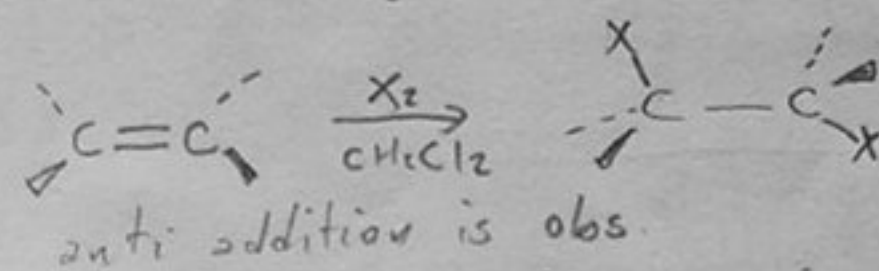 X
C=C X₂ C — C
CH₂Cl₂ X
anti addition is obs.